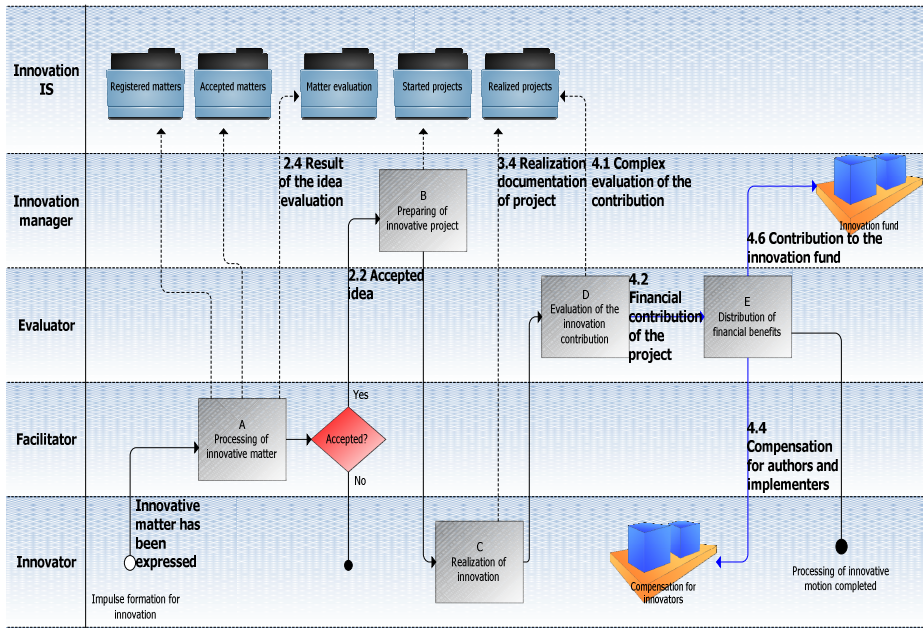 Innovation
IS
Registered matters
Accepted matters
Matter evaluation
Started projects
Realized projects
Innovation
manager
2.4 Result
of the idea
evaluation
B
Preparing of
innovative project
3.4 Realization
documentation
of project
4.1 Complex
evaluation of the
contribution
Innovation fund
4.6 Contribution to the
innovation fund
2.2 Accepted
idea
Evaluator
D
Evaluation of the
innovation
contribution
4.2
Financial
contribution
of the
project
E
Distribution of
financial benefits
Facilitator
A
Processing of
innovative matter
Yes
Accepted?
No
4.4
Compensation
for authors and
implementers
Innovator
Innovative
matter has
been
expressed
Impulse formation for
innovation
C
Realization of
innovation
Compensation for
innovators
Processing of innovative
motion completed